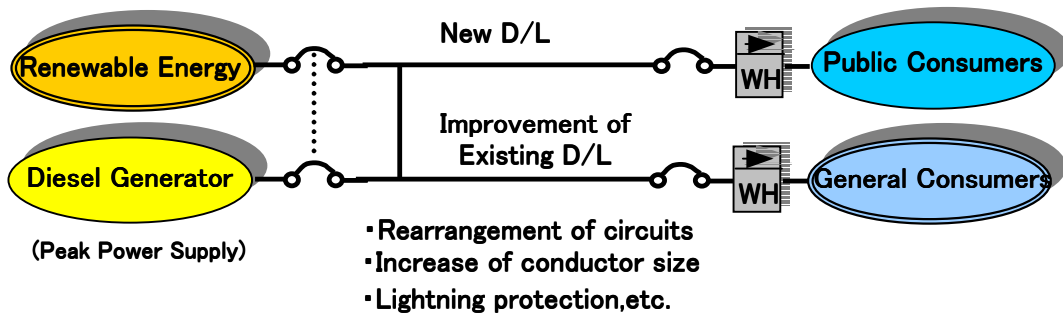 New D/L
Renewable Energy
WH
Public Consumers
Improvement of
Existing D/L
Diesel Generator
WH
General Consumers
(Peak Power Supply)
・Rearrangement of circuits
・Increase of conductor size
・Lightning protection,etc.